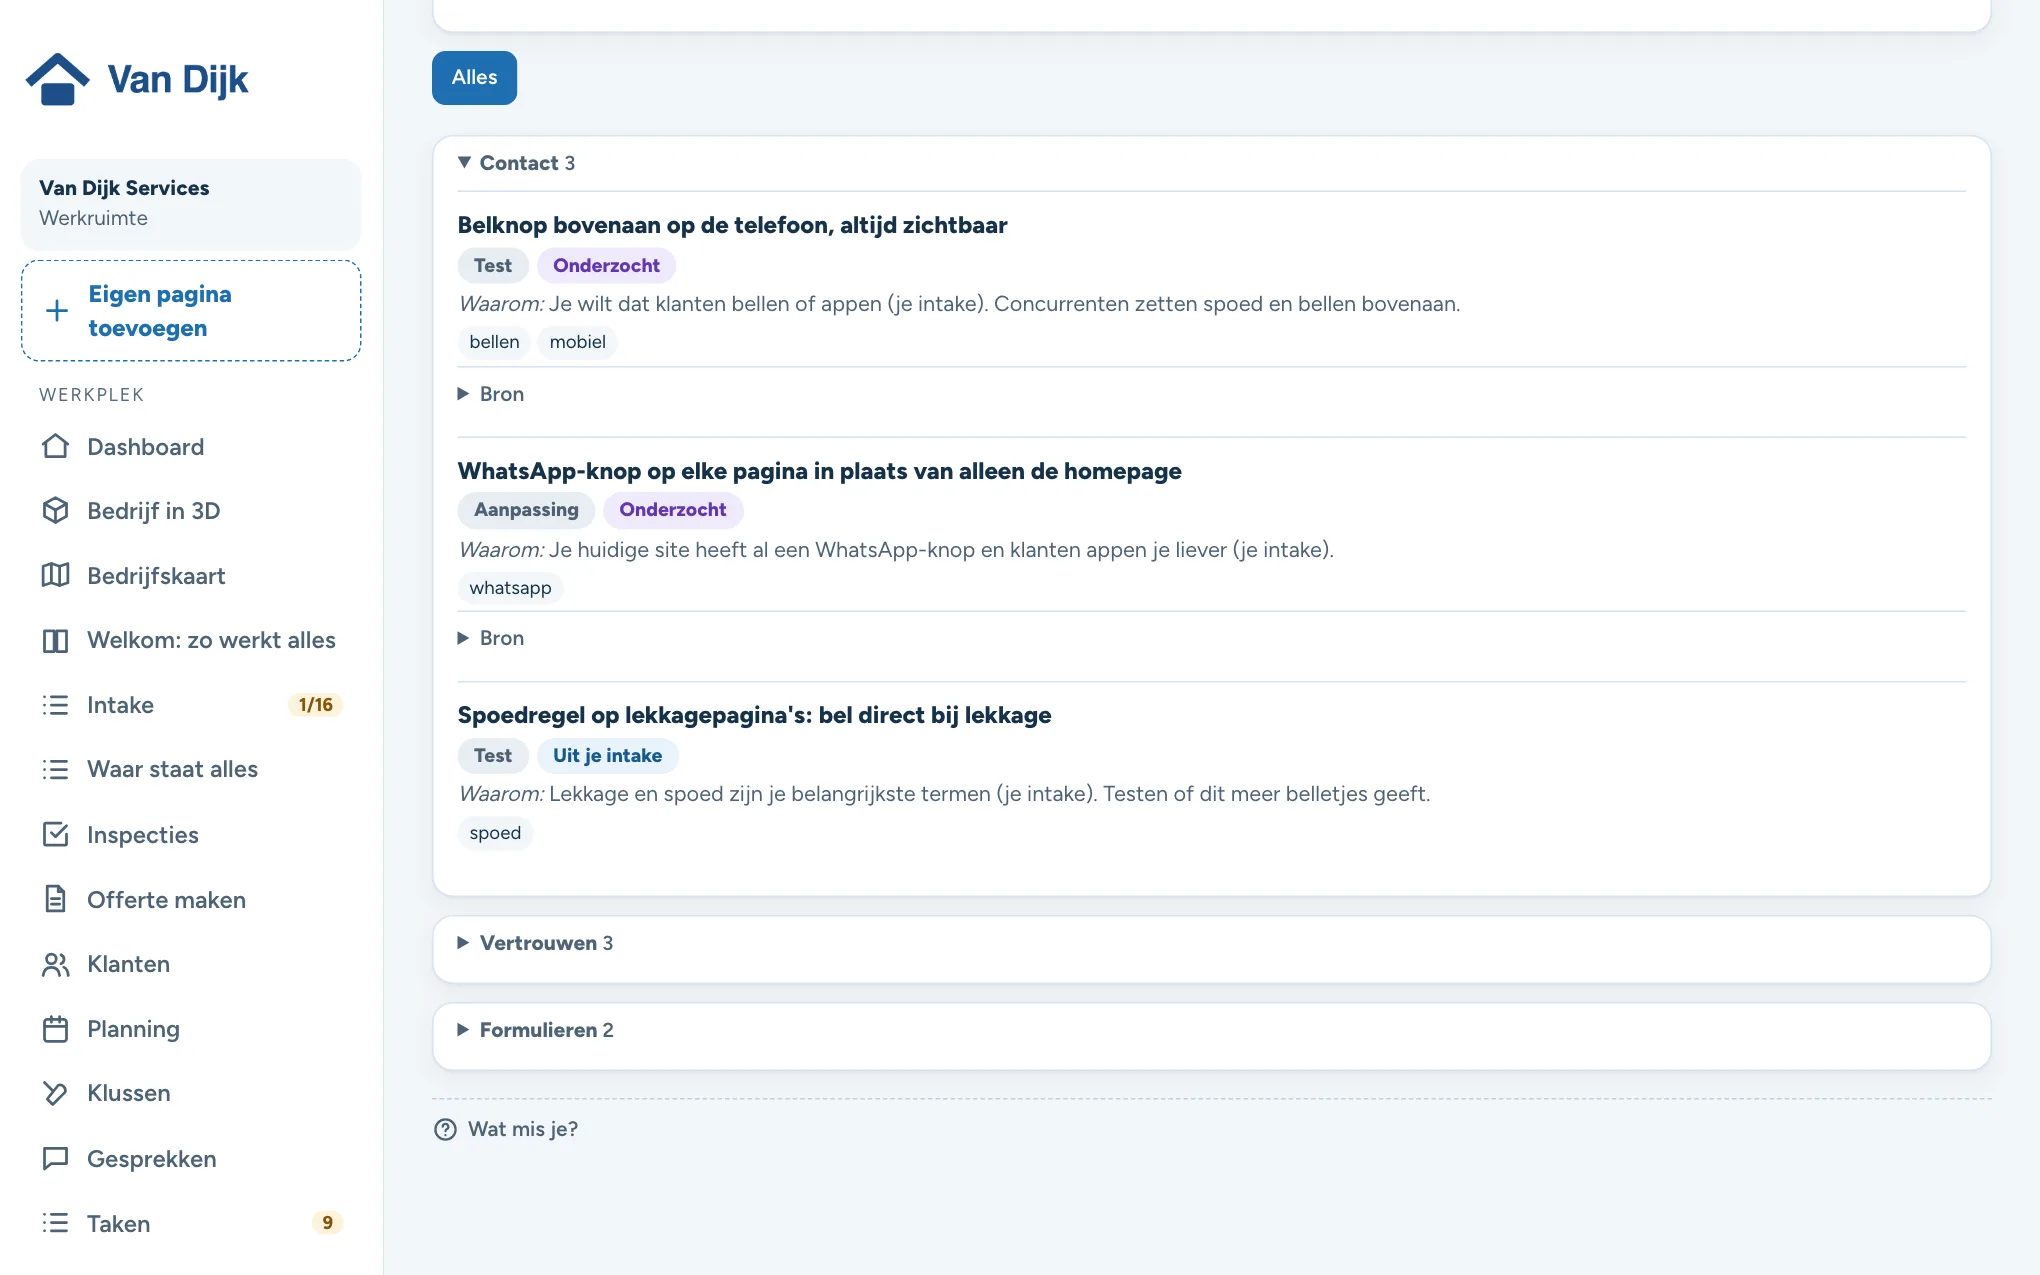 Van Dijk
Van Dijk Services
Werkruimte
Eigen pagina
toevoegen
WERKPLEK
Dashboard
Bedrijf in 3D
Bedrijfskaart
Welkom: zo werkt alles
Intake 1/16
Waar staat alles
Inspecties
Offerte maken
Klanten
Planning
Klussen
Gesprekken
Taken 9
Alles
Contact 3
Belknop bovenaan op de telefoon, altijd zichtbaar
Test Onderzocht
Waarom: Je wilt dat klanten bellen of appen (je intake). Concurrenten zetten spoed en bellen bovenaan.
bellen mobiel
Bron
WhatsApp-knop op elke pagina in plaats van alleen de homepage
Aanpassing Onderzocht
Waarom: Je huidige site heeft al een WhatsApp-knop en klanten appen je liever (je intake).
whatsapp
Bron
Spoedregel op lekkagepagina's: bel direct bij lekkage
Test Uit je intake
Waarom: Lekkage en spoed zijn je belangrijkste termen (je intake). Testen of dit meer belletjes geeft.
spoed
Vertrouwen 3
Formulieren 2
Wat mis je?